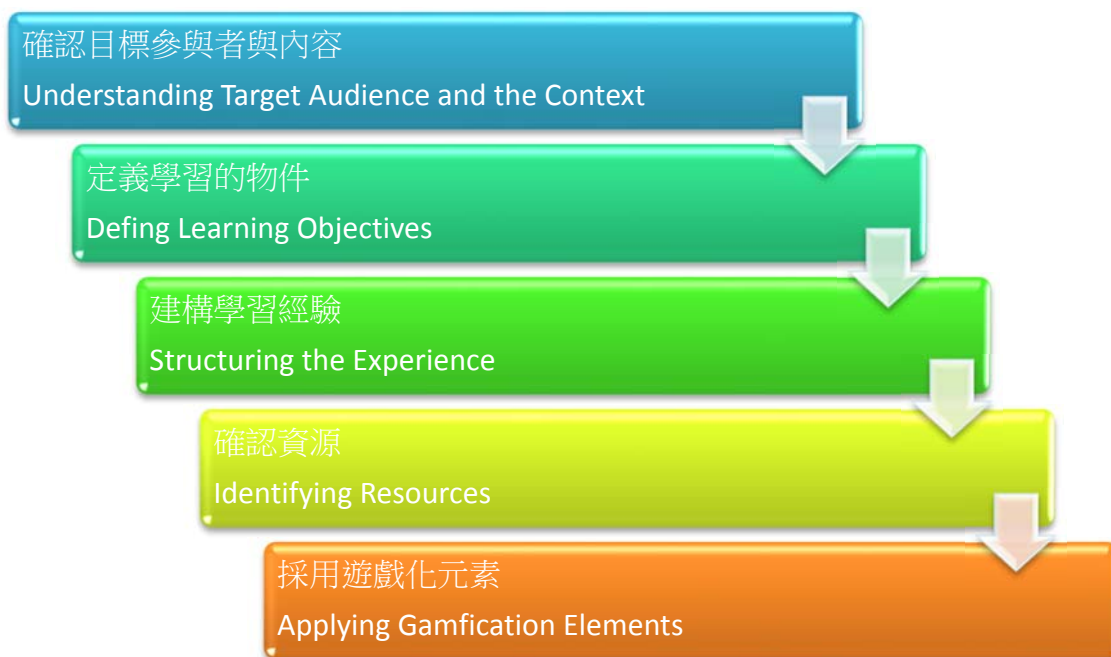 確認目標參與者與內容
Understanding Target Audience and the Context
定義學習的物件
Defing Learning Objectives
建構學習經驗
Structuring the Experience
確認資源
Identifying Resources
採用遊戲化元素
Applying Gamfication Elements